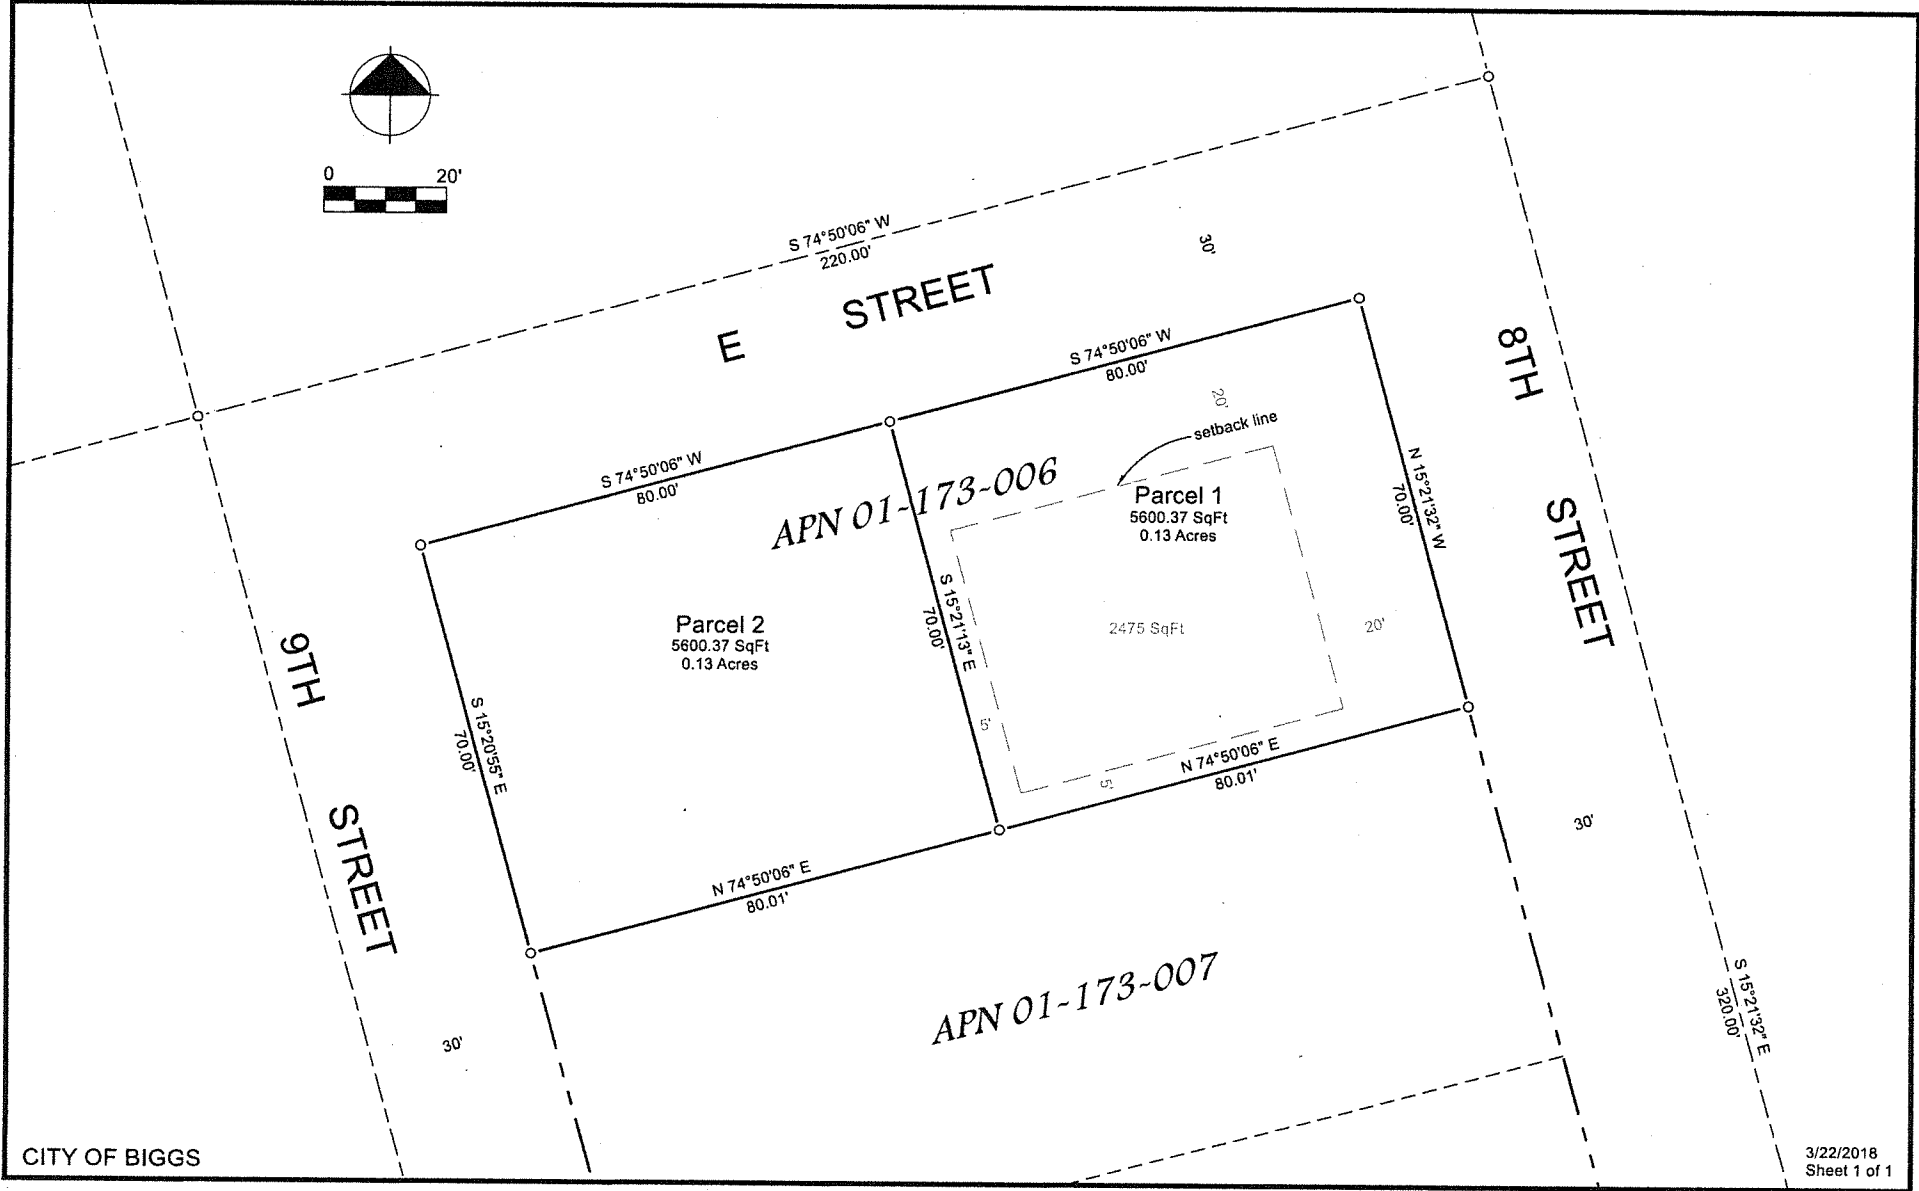 0 20'
S 74°50'06" W
220.00'
30'
E STREET
8TH STREET
S 74°50'06" W
80.00'
20'
setback line
S 74°50'06" W
80.00'
APN 01-173-006
Parcel 1
5600.37 SqFt
0.13 Acres
N 15°21'32" W
70.00'
Parcel 2
5600.37 SqFt
0.13 Acres
S 15°21'13" E
70.00'
2475 SqFt
20'
9TH STREET
S 15°20'55" E
70.00'
5'
5'
N 74°50'06" E
80.01'
30'
N 74°50'06" E
80.01'
APN 01-173-007
S 15°21'32" E
320.00'
30'
CITY OF BIGGS
3/22/2018
Sheet 1 of 1